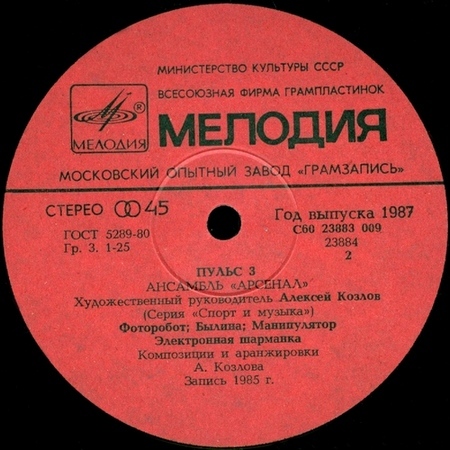 МИНИСТЕРСТВО КУЛЬТУРЫ СССР
ВСЕСОЮЗНАЯ ФИРМА ГРАМПЛАСТИНОК
МЕЛОДИЯ
МЕЛОДИЯ
МОСКОВСКИЙ ОПЫТНЫЙ ЗАВОД «ГРАМЗАПИСЬ»
СТЕРЕО 45
Год выпуска 1987
ГОСТ 5289-80
С60 23883 009
Гр. 3. 1-25
23884
2
ПУЛЬС 3
АНСАМБЛЬ «АРСЕНАЛ»
Художественный руководитель Алексей Козлов
(Серия «Спорт и музыка»)
Фоторобот; Былина; Манипулятор
Электронная шарманка
Композиции и аранжировки
А. Козлова
Запись 1985 г.